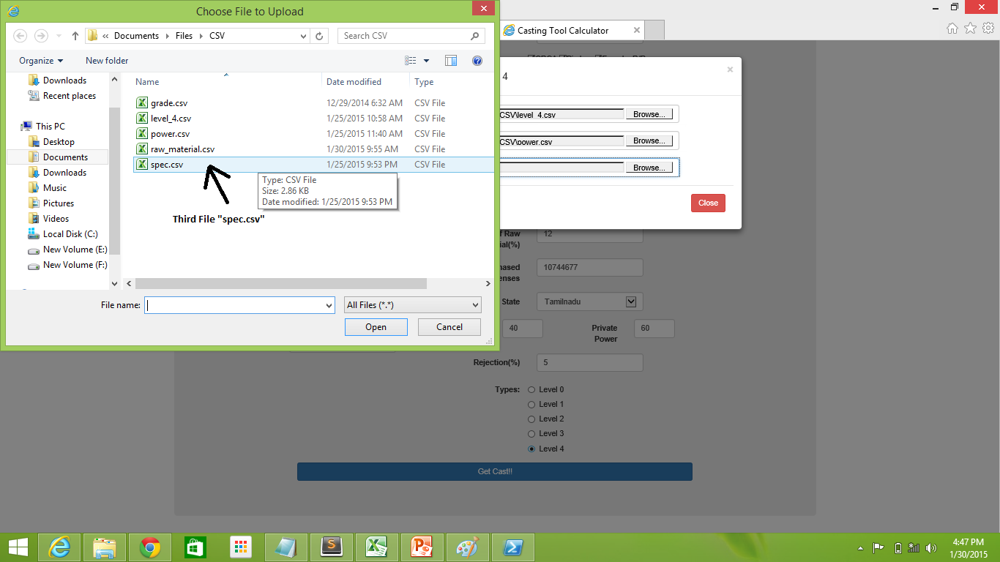 Choose File to Upload
« Documents Files CSV
Search CSV
Organize
New folder
Downloads
Recent places
This PC
Desktop
Documents
Downloads
Music
Pictures
Videos
Local Disk (C:)
New Volume (E:)
New Volume (F:)
Name Date modified Type
grade.csv 12/29/2014 6:32 AM CSV File
level_4.csv 1/25/2015 10:58 AM CSV File
power.csv 1/25/2015 11:40 AM CSV File
raw_material.csv 1/30/2015 9:55 AM CSV File
spec.csv 1/25/2015 9:53 PM CSV File
Type: CSV File
Size: 2.86 KB
Date modified: 1/25/2015 9:53 PM
Third File "spec.csv"
File name:
All Files (*.*)
Open Cancel
Casting Tool Calculator
4
CSV\level_4.csv Browse...
CSV\power.csv Browse...
Browse...
Close
f Raw
ial(%)
12
hased
enses
10744677
State Tamilnadu
40
Private
Power
60
Rejection(%) 5
Types:
Level 0
Level 1
Level 2
Level 3
Level 4
Get Cast!!
4:47 PM
1/30/2015